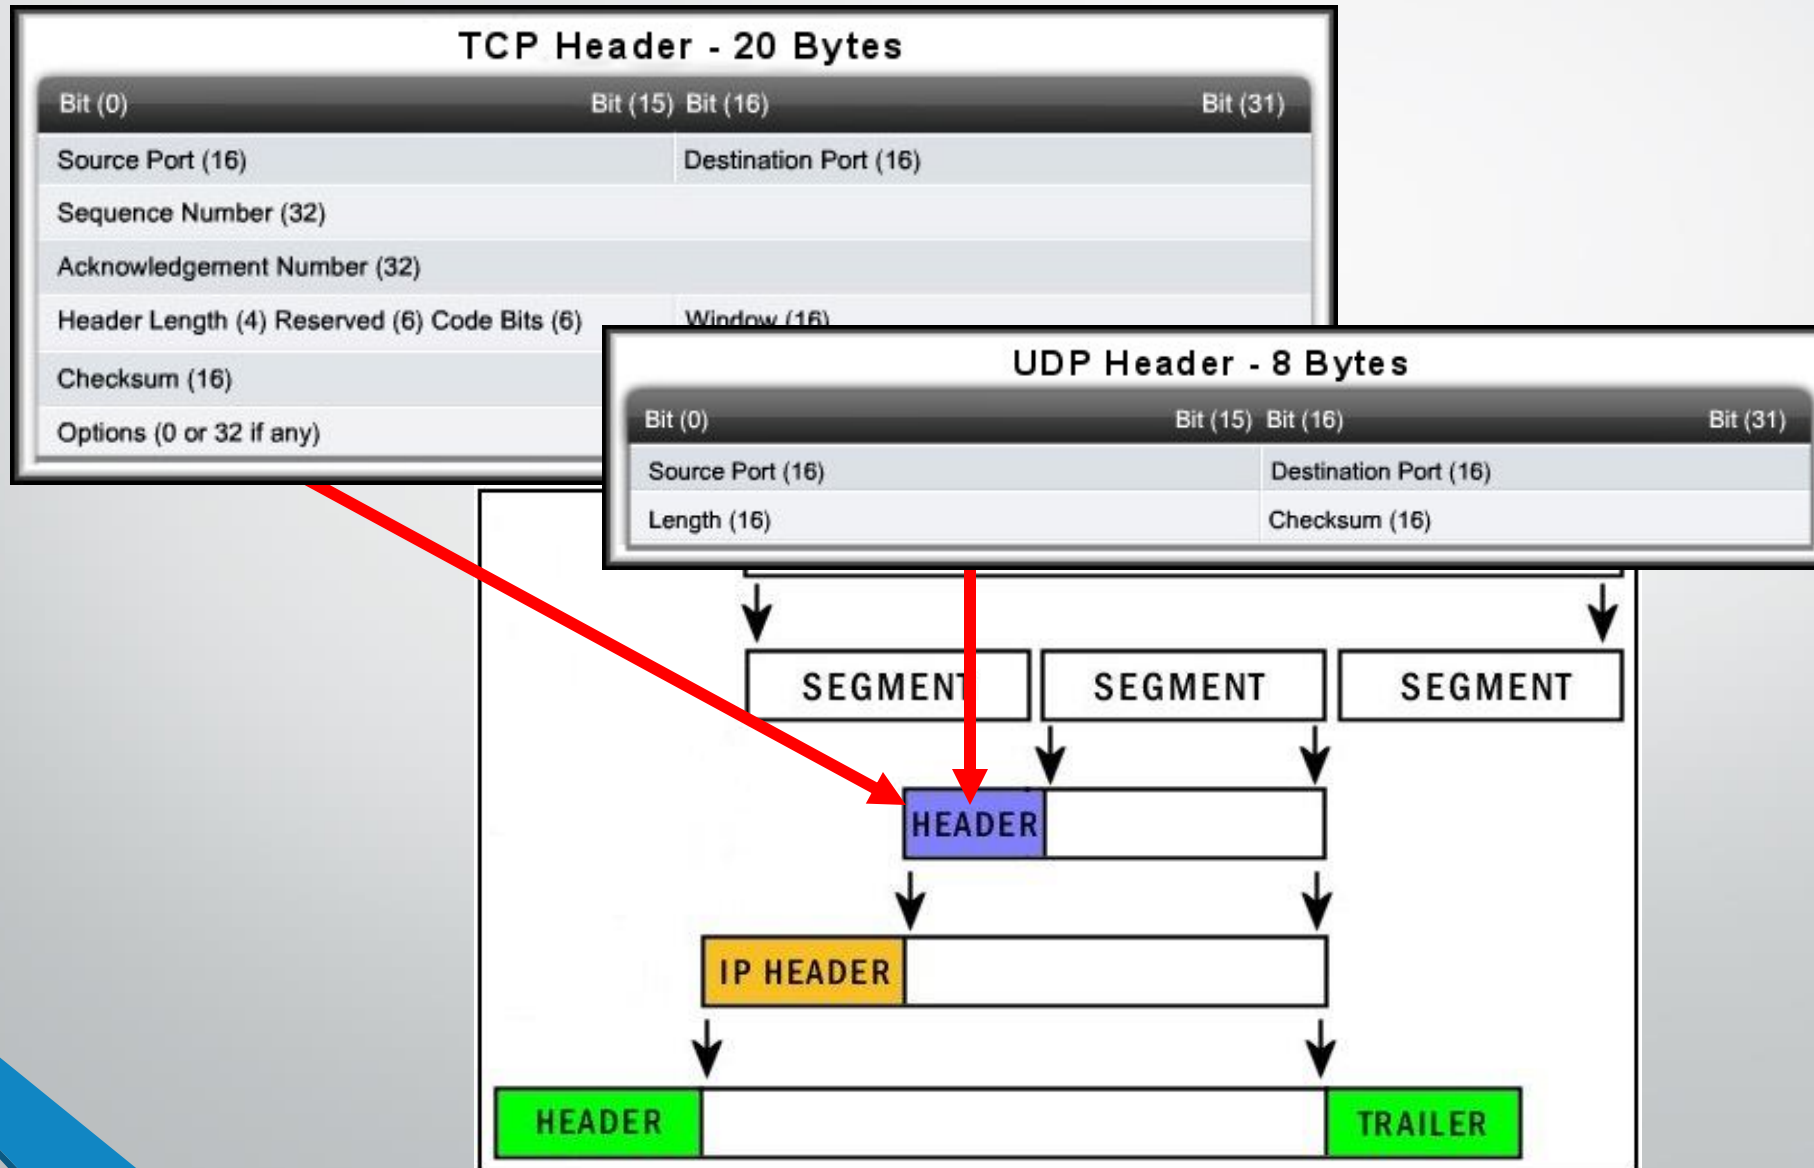 TCP Header - 20 Bytes
Bit (0) Bit (15) Bit (16) Bit (31)
Source Port (16) Destination Port (16)
Sequence Number (32)
Acknowledgement Number (32)
Header Length (4) Reserved (6) Code Bits (6) Window (16)
Checksum (16)
Options (0 or 32 if any)
UDP Header - 8 Bytes
Bit (0) Bit (15) Bit (16) Bit (31)
Source Port (16) Destination Port (16)
Length (16) Checksum (16)
SEGMENT SEGMENT SEGMENT
HEADER
IP HEADER
HEADER TRAILER